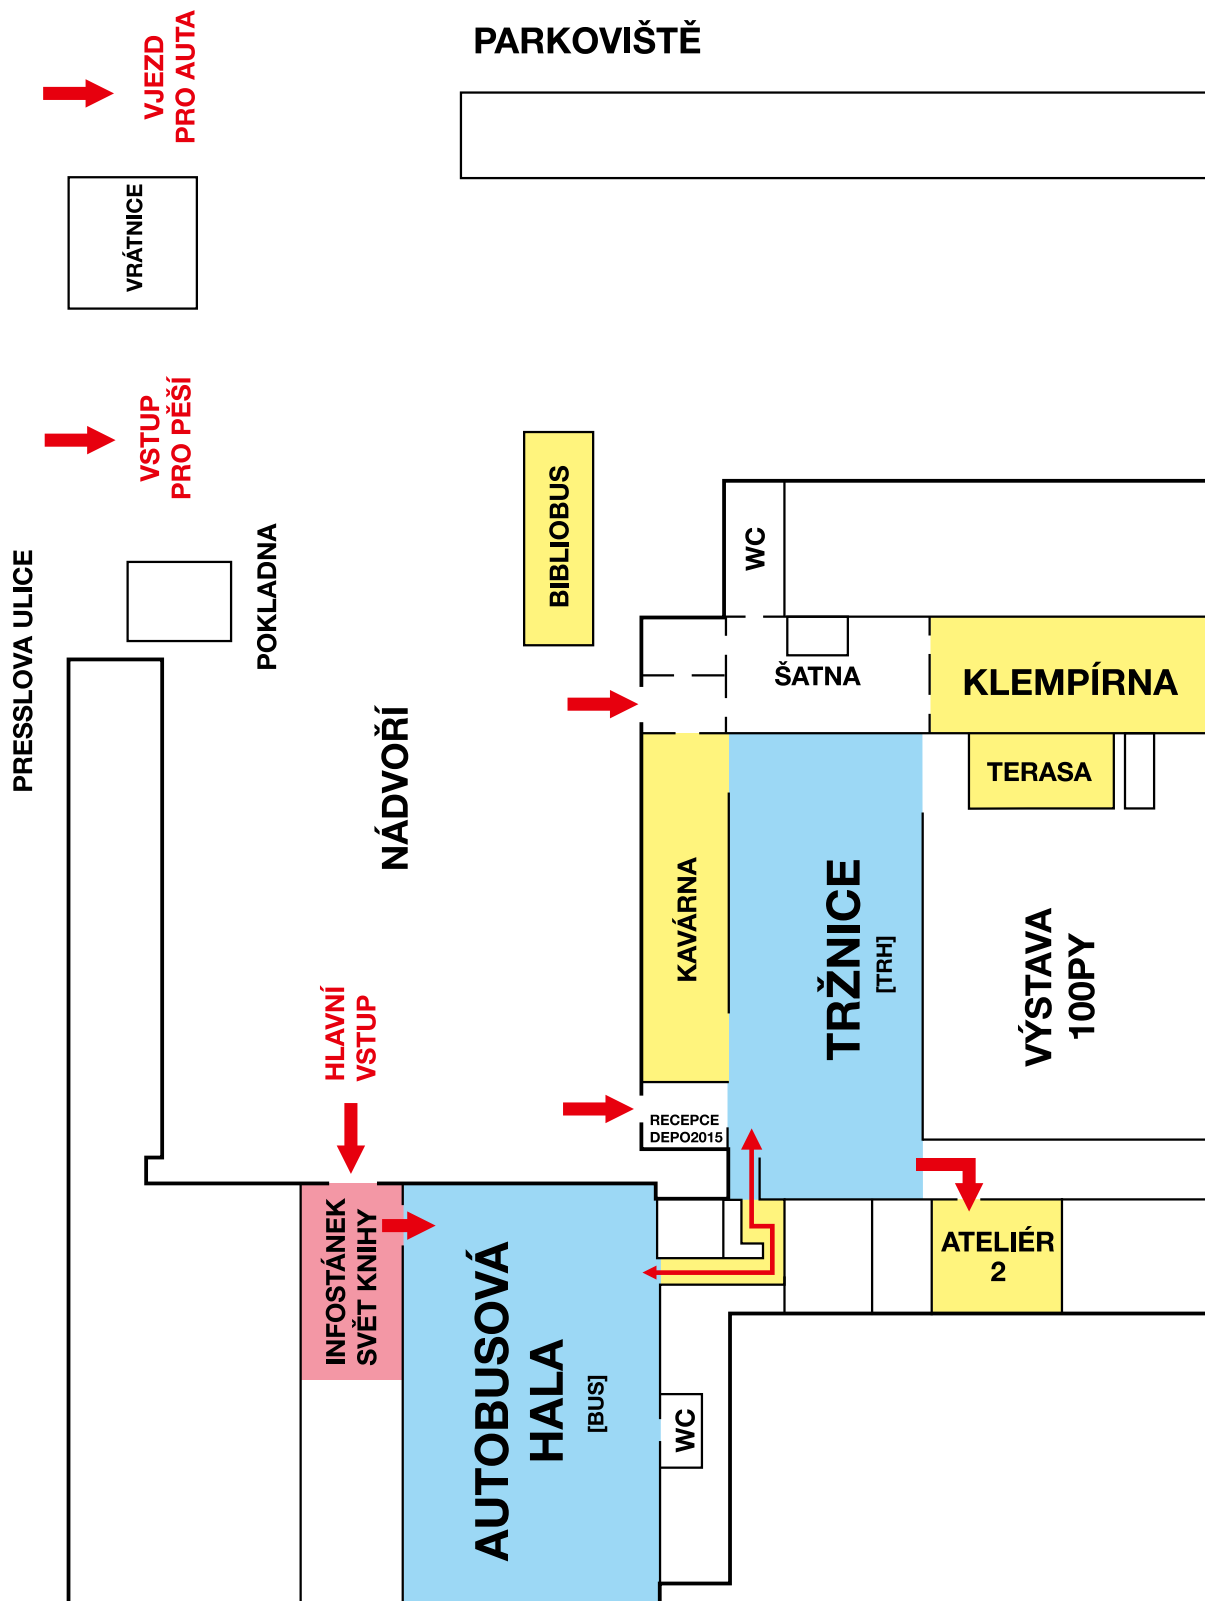 PARKOVIŠTĚ
VJEZD
PRO AUTA
VRÁTNICE
VSTUP
PRO PĚŠÍ
PRESSLOVA ULICE
POKLADNA
BIBLIOBUS
WC
ŠATNA
KLEMPÍRNA
TERASA
NÁDVOŘÍ
KAVÁRNA
TRŽNICE
[TRH]
VÝSTAVA
100PY
HLAVNÍ
VSTUP
RECEPCE
DEPO2015
INFOSTÁNEK
SVĚT KNIHY
AUTOBUSOVÁ
HALA
[BUS]
WC
ATELIÉR
2